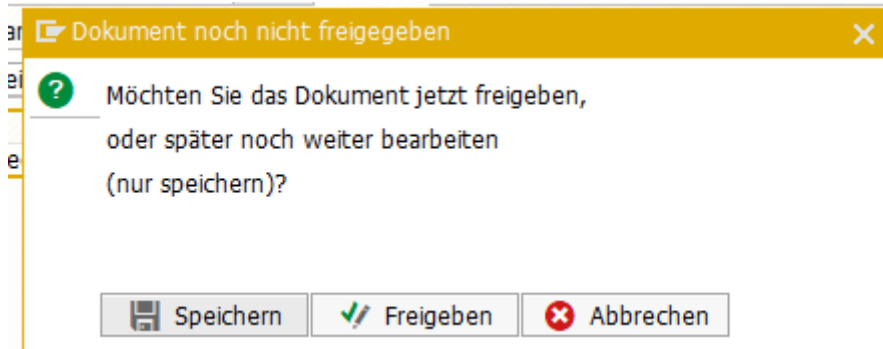 Dokument noch nicht freigegeben
Möchten Sie das Dokument jetzt freigeben,
oder später noch weiter bearbeiten
(nur speichern)?
Speichern Freigeben Abbrechen